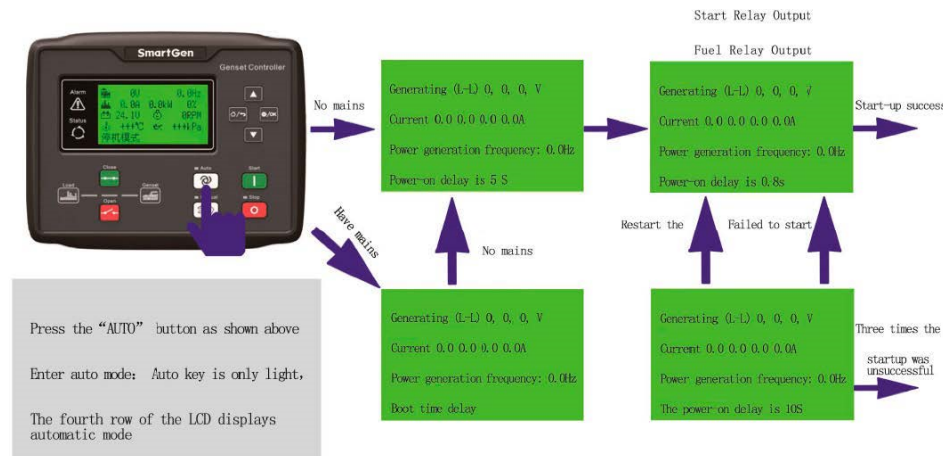 Start Relay Output
Fuel Relay Output
SmartGen
Genset Controller
Alarm
Status
0V 0.0Hz
0.0A 0.0kW 0%
24.1V 0RPM
+++℃ +++kPa
停机模式
Close
Open
Load
Genset
Auto
Start
Stop
No mains
Have mains
Generating (L-L) 0, 0, 0, V
Current 0.0 0.0 0.0 0.0A
Power generation frequency: 0.0Hz
Power-on delay is 5 S
No mains
Generating (L-L) 0, 0, 0, V
Current 0.0 0.0 0.0 0.0A
Power generation frequency: 0.0Hz
Boot time delay
Generating (L-L) 0, 0, 0, √
Current 0.0 0.0 0.0 0.0A
Power generation frequency: 0.0Hz
Power-on delay is 0.8s
Start-up success
Restart the
Failed to start
Generating (L-L) 0, 0, 0, V
Current 0.0 0.0 0.0 0.0A
Power generation frequency: 0.0Hz
The power-on delay is 10S
Three times the
startup was
unsuccessful
Press the “AUTO” button as shown above
Enter auto mode: Auto key is only light,
The fourth row of the LCD displays
automatic mode